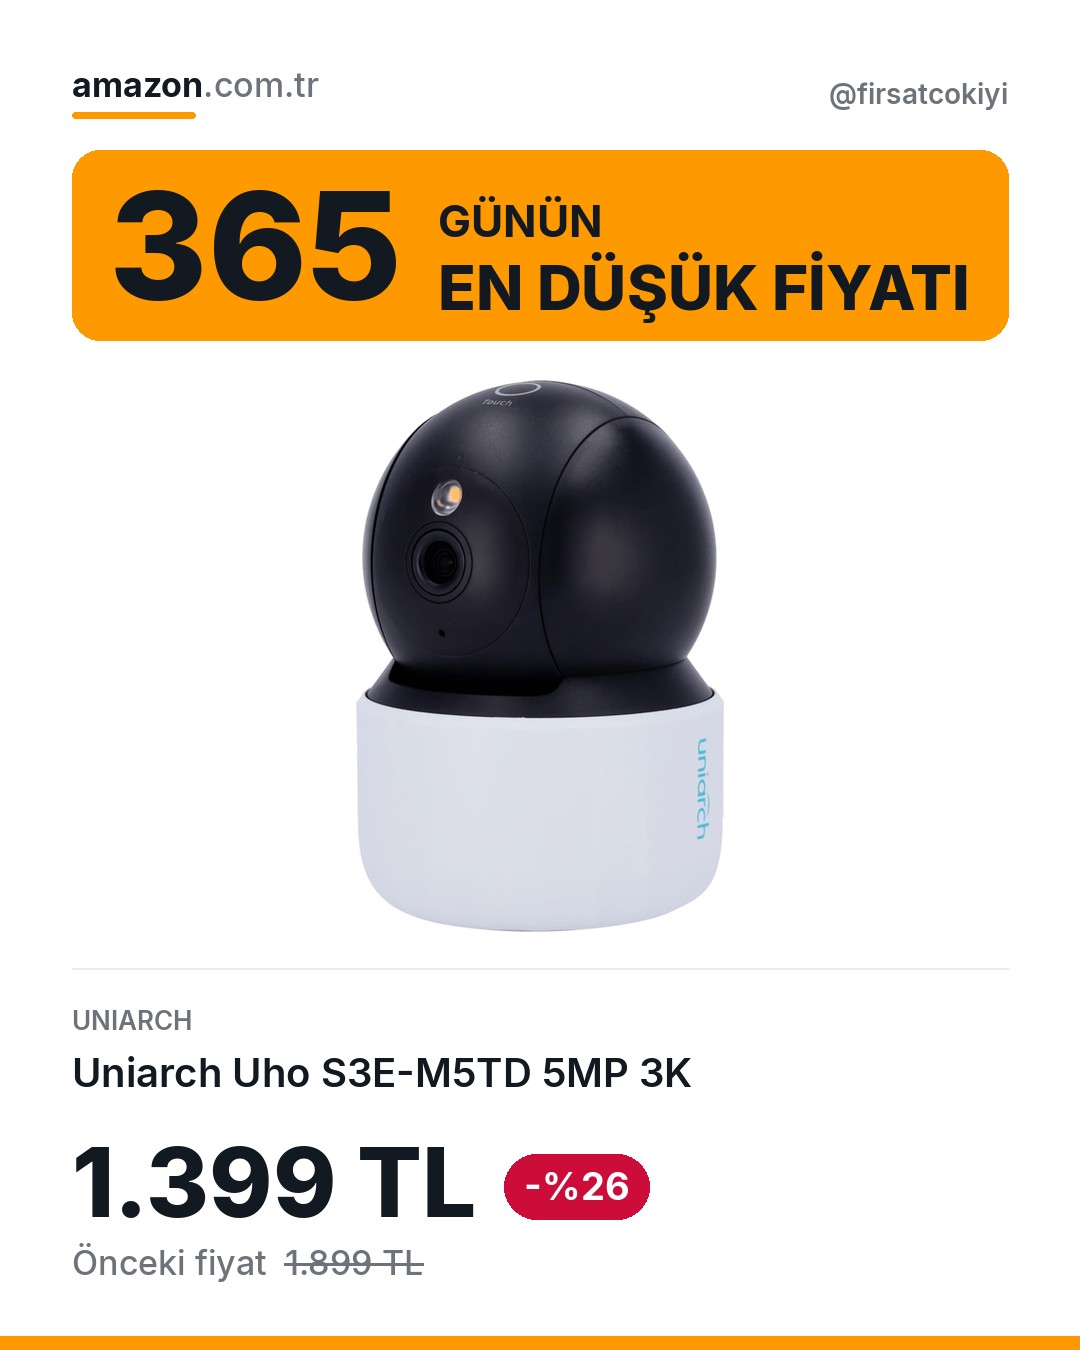 amazon.com.tr
@firsatcokiyi
365
GÜNÜN
EN DÜŞÜK FİYATI
Touch
uniarch
UNIARCH
Uniarch Uho S3E-M5TD 5MP 3K
1.399 TL
-%26
Önceki fiyat 1.899 TL